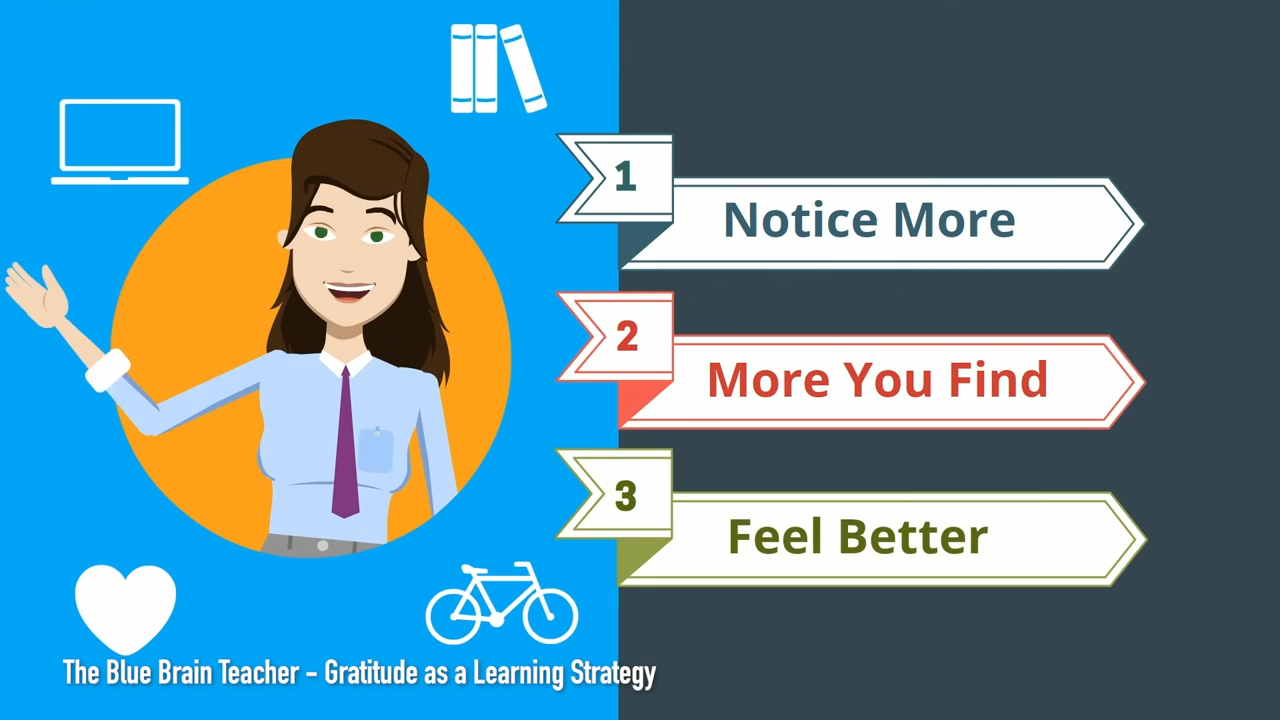 1
Notice More
2
More You Find
3
Feel Better
The Blue Brain Teacher - Gratitude as a Learning Strategy